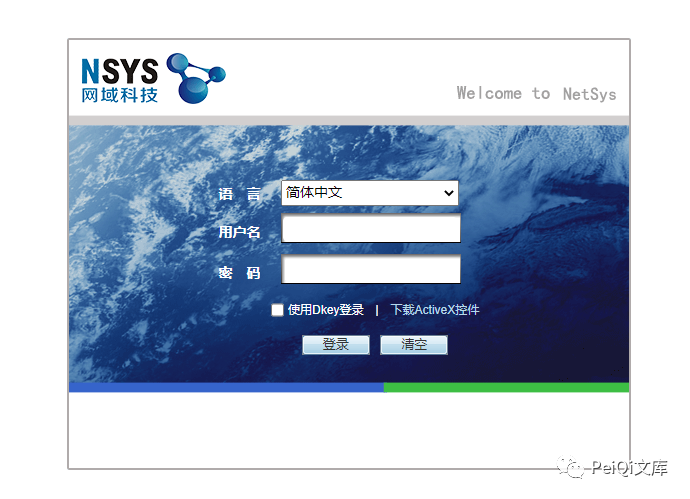 NSYS
网域科技
Welcome to NetSys
语 言 简体中文
用户名
密 码
使用Dkey登录 | 下载ActiveX控件
登录 清空
PeiQi文库